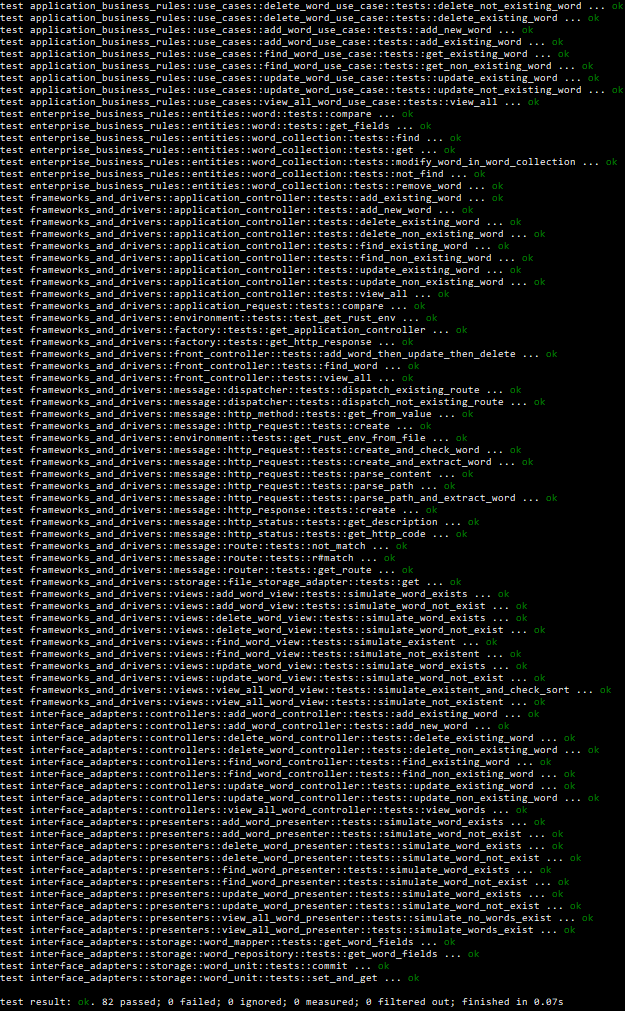 test application_business_rules::use_cases::delete_word_use_case::tests::delete_not_existing_word ... ok
test application_business_rules::use_cases::delete_word_use_case::tests::delete_existing_word ... ok
test application_business_rules::use_cases::add_word_use_case::tests::add_new_word ... ok
test application_business_rules::use_cases::add_word_use_case::tests::add_existing_word ... ok
test application_business_rules::use_cases::find_word_use_case::tests::get_existing_word ... ok
test application_business_rules::use_cases::find_word_use_case::tests::get_non_existing_word ... ok
test application_business_rules::use_cases::update_word_use_case::tests::update_existing_word ... ok
test application_business_rules::use_cases::update_word_use_case::tests::update_not_existing_word ... ok
test application_business_rules::use_cases::view_all_word_use_case::tests::view_all ... ok
test enterprise_business_rules::entities::word::tests::compare ... ok
test enterprise_business_rules::entities::word::tests::get_fields ... ok
test enterprise_business_rules::entities::word_collection::tests::find ... ok
test enterprise_business_rules::entities::word_collection::tests::get ... ok
test enterprise_business_rules::entities::word_collection::tests::modify_word_in_word_collection ... ok
test enterprise_business_rules::entities::word_collection::tests::not_find ... ok
test enterprise_business_rules::entities::word_collection::tests::remove_word ... ok
test frameworks_and_drivers::application_controller::tests::add_existing_word ... ok
test frameworks_and_drivers::application_controller::tests::add_new_word ... ok
test frameworks_and_drivers::application_controller::tests::delete_existing_word ... ok
test frameworks_and_drivers::application_controller::tests::delete_non_existing_word ... ok
test frameworks_and_drivers::application_controller::tests::find_existing_word ... ok
test frameworks_and_drivers::application_controller::tests::find_non_existing_word ... ok
test frameworks_and_drivers::application_controller::tests::update_existing_word ... ok
test frameworks_and_drivers::application_controller::tests::update_non_existing_word ... ok
test frameworks_and_drivers::application_controller::tests::view_all ... ok
test frameworks_and_drivers::application_request::tests::compare ... ok
test frameworks_and_drivers::environment::tests::test_get_rust_env ... ok
test frameworks_and_drivers::factory::tests::get_application_controller ... ok
test frameworks_and_drivers::factory::tests::get_http_response ... ok
test frameworks_and_drivers::front_controller::tests::add_word_then_update_then_delete ... ok
test frameworks_and_drivers::front_controller::tests::find_word ... ok
test frameworks_and_drivers::front_controller::tests::view_all ... ok
test frameworks_and_drivers::message::dispatcher::tests::dispatch_existing_route ... ok
test frameworks_and_drivers::message::dispatcher::tests::dispatch_not_existing_route ... ok
test frameworks_and_drivers::message::http_method::tests::get_from_value ... ok
test frameworks_and_drivers::message::http_request::tests::create ... ok
test frameworks_and_drivers::environment::tests::get_rust_env_from_file ... ok
test frameworks_and_drivers::message::http_request::tests::create_and_check_word ... ok
test frameworks_and_drivers::message::http_request::tests::create_and_extract_word ... ok
test frameworks_and_drivers::message::http_request::tests::parse_content ... ok
test frameworks_and_drivers::message::http_request::tests::parse_path ... ok
test frameworks_and_drivers::message::http_request::tests::parse_path_and_extract_word ... ok
test frameworks_and_drivers::message::http_response::tests::create ... ok
test frameworks_and_drivers::message::http_status::tests::get_description ... ok
test frameworks_and_drivers::message::http_status::tests::get_http_code ... ok
test frameworks_and_drivers::message::route::tests::not_match ... ok
test frameworks_and_drivers::message::route::tests::r#match ... ok
test frameworks_and_drivers::message::router::tests::get_route ... ok
test frameworks_and_drivers::storage::file_storage_adapter::tests::get ... ok
test frameworks_and_drivers::views::add_word_view::tests::simulate_word_exists ... ok
test frameworks_and_drivers::views::add_word_view::tests::simulate_word_not_exist ... ok
test frameworks_and_drivers::views::delete_word_view::tests::simulate_word_exists ... ok
test frameworks_and_drivers::views::delete_word_view::tests::simulate_word_not_exist ... ok
test frameworks_and_drivers::views::find_word_view::tests::simulate_existent ... ok
test frameworks_and_drivers::views::find_word_view::tests::simulate_not_existent ... ok
test frameworks_and_drivers::views::update_word_view::tests::simulate_word_exists ... ok
test frameworks_and_drivers::views::update_word_view::tests::simulate_word_not_exist ... ok
test frameworks_and_drivers::views::view_all_word_view::tests::simulate_existent_and_check_sort ... ok
test frameworks_and_drivers::views::view_all_word_view::tests::simulate_not_existent ... ok
test interface_adapters::controllers::add_word_controller::tests::add_existing_word ... ok
test interface_adapters::controllers::add_word_controller::tests::add_new_word ... ok
test interface_adapters::controllers::delete_word_controller::tests::delete_existing_word ... ok
test interface_adapters::controllers::delete_word_controller::tests::delete_non_existing_word ... ok
test interface_adapters::controllers::find_word_controller::tests::find_existing_word ... ok
test interface_adapters::controllers::find_word_controller::tests::find_non_existing_word ... ok
test interface_adapters::controllers::update_word_controller::tests::update_existing_word ... ok
test interface_adapters::controllers::update_word_controller::tests::update_non_existing_word ... ok
test interface_adapters::controllers::view_all_word_controller::tests::view_words ... ok
test interface_adapters::presenters::add_word_presenter::tests::simulate_word_exists ... ok
test interface_adapters::presenters::add_word_presenter::tests::simulate_word_not_exist ... ok
test interface_adapters::presenters::delete_word_presenter::tests::simulate_word_exists ... ok
test interface_adapters::presenters::delete_word_presenter::tests::simulate_word_not_exist ... ok
test interface_adapters::presenters::find_word_presenter::tests::simulate_word_exists ... ok
test interface_adapters::presenters::find_word_presenter::tests::simulate_word_not_exist ... ok
test interface_adapters::presenters::update_word_presenter::tests::simulate_word_exists ... ok
test interface_adapters::presenters::update_word_presenter::tests::simulate_word_not_exist ... ok
test interface_adapters::presenters::view_all_word_presenter::tests::simulate_no_words_exist ... ok
test interface_adapters::presenters::view_all_word_presenter::tests::simulate_words_exist ... ok
test interface_adapters::storage::word_mapper::tests::get_word_fields ... ok
test interface_adapters::storage::word_repository::tests::get_word_fields ... ok
test interface_adapters::storage::word_unit::tests::commit ... ok
test interface_adapters::storage::word_unit::tests::set_and_get ... ok
test result: ok. 82 passed; 0 failed; 0 ignored; 0 measured; 0 filtered out; finished in 0.07s